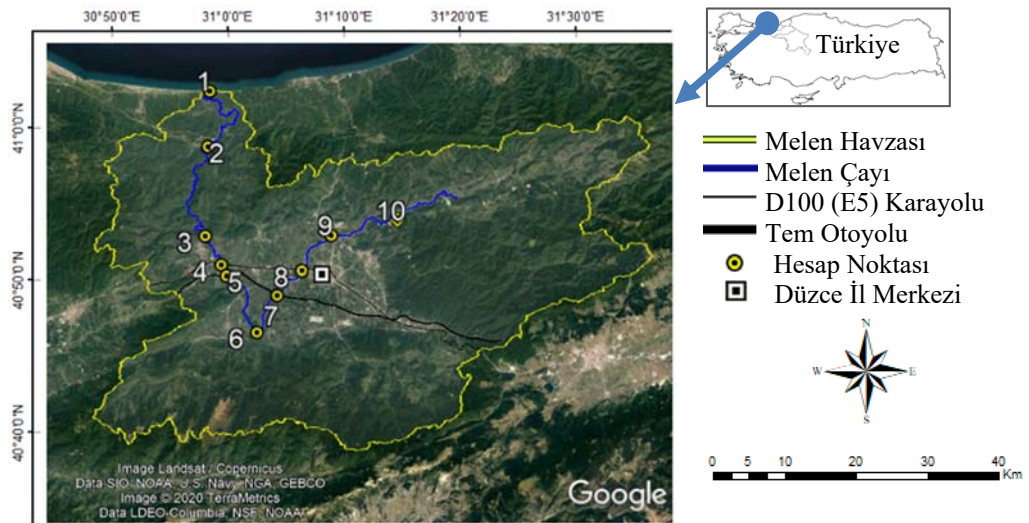 30°50'0"E 31°0'0"E 31°10'0"E 31°20'0"E 31°30'0"E
41°0'0"N
40°50'0"N
40°40'0"N
1
2
3
4
5
6
7
8
9
10
Image Landsat / Copernicus
Data SIO, NOAA, U.S. Navy, NGA, GEBCO
Image © 2020 TerraMetrics
Data LDEO-Columbia, NSF, NOAA
Google
Türkiye
Melen Havzası
Melen Çayı
D100 (E5) Karayolu
Tem Otoyolu
Hesap Noktası
Düzce İl Merkezi
N
W E
S
0 5 10 20 30 40
Km